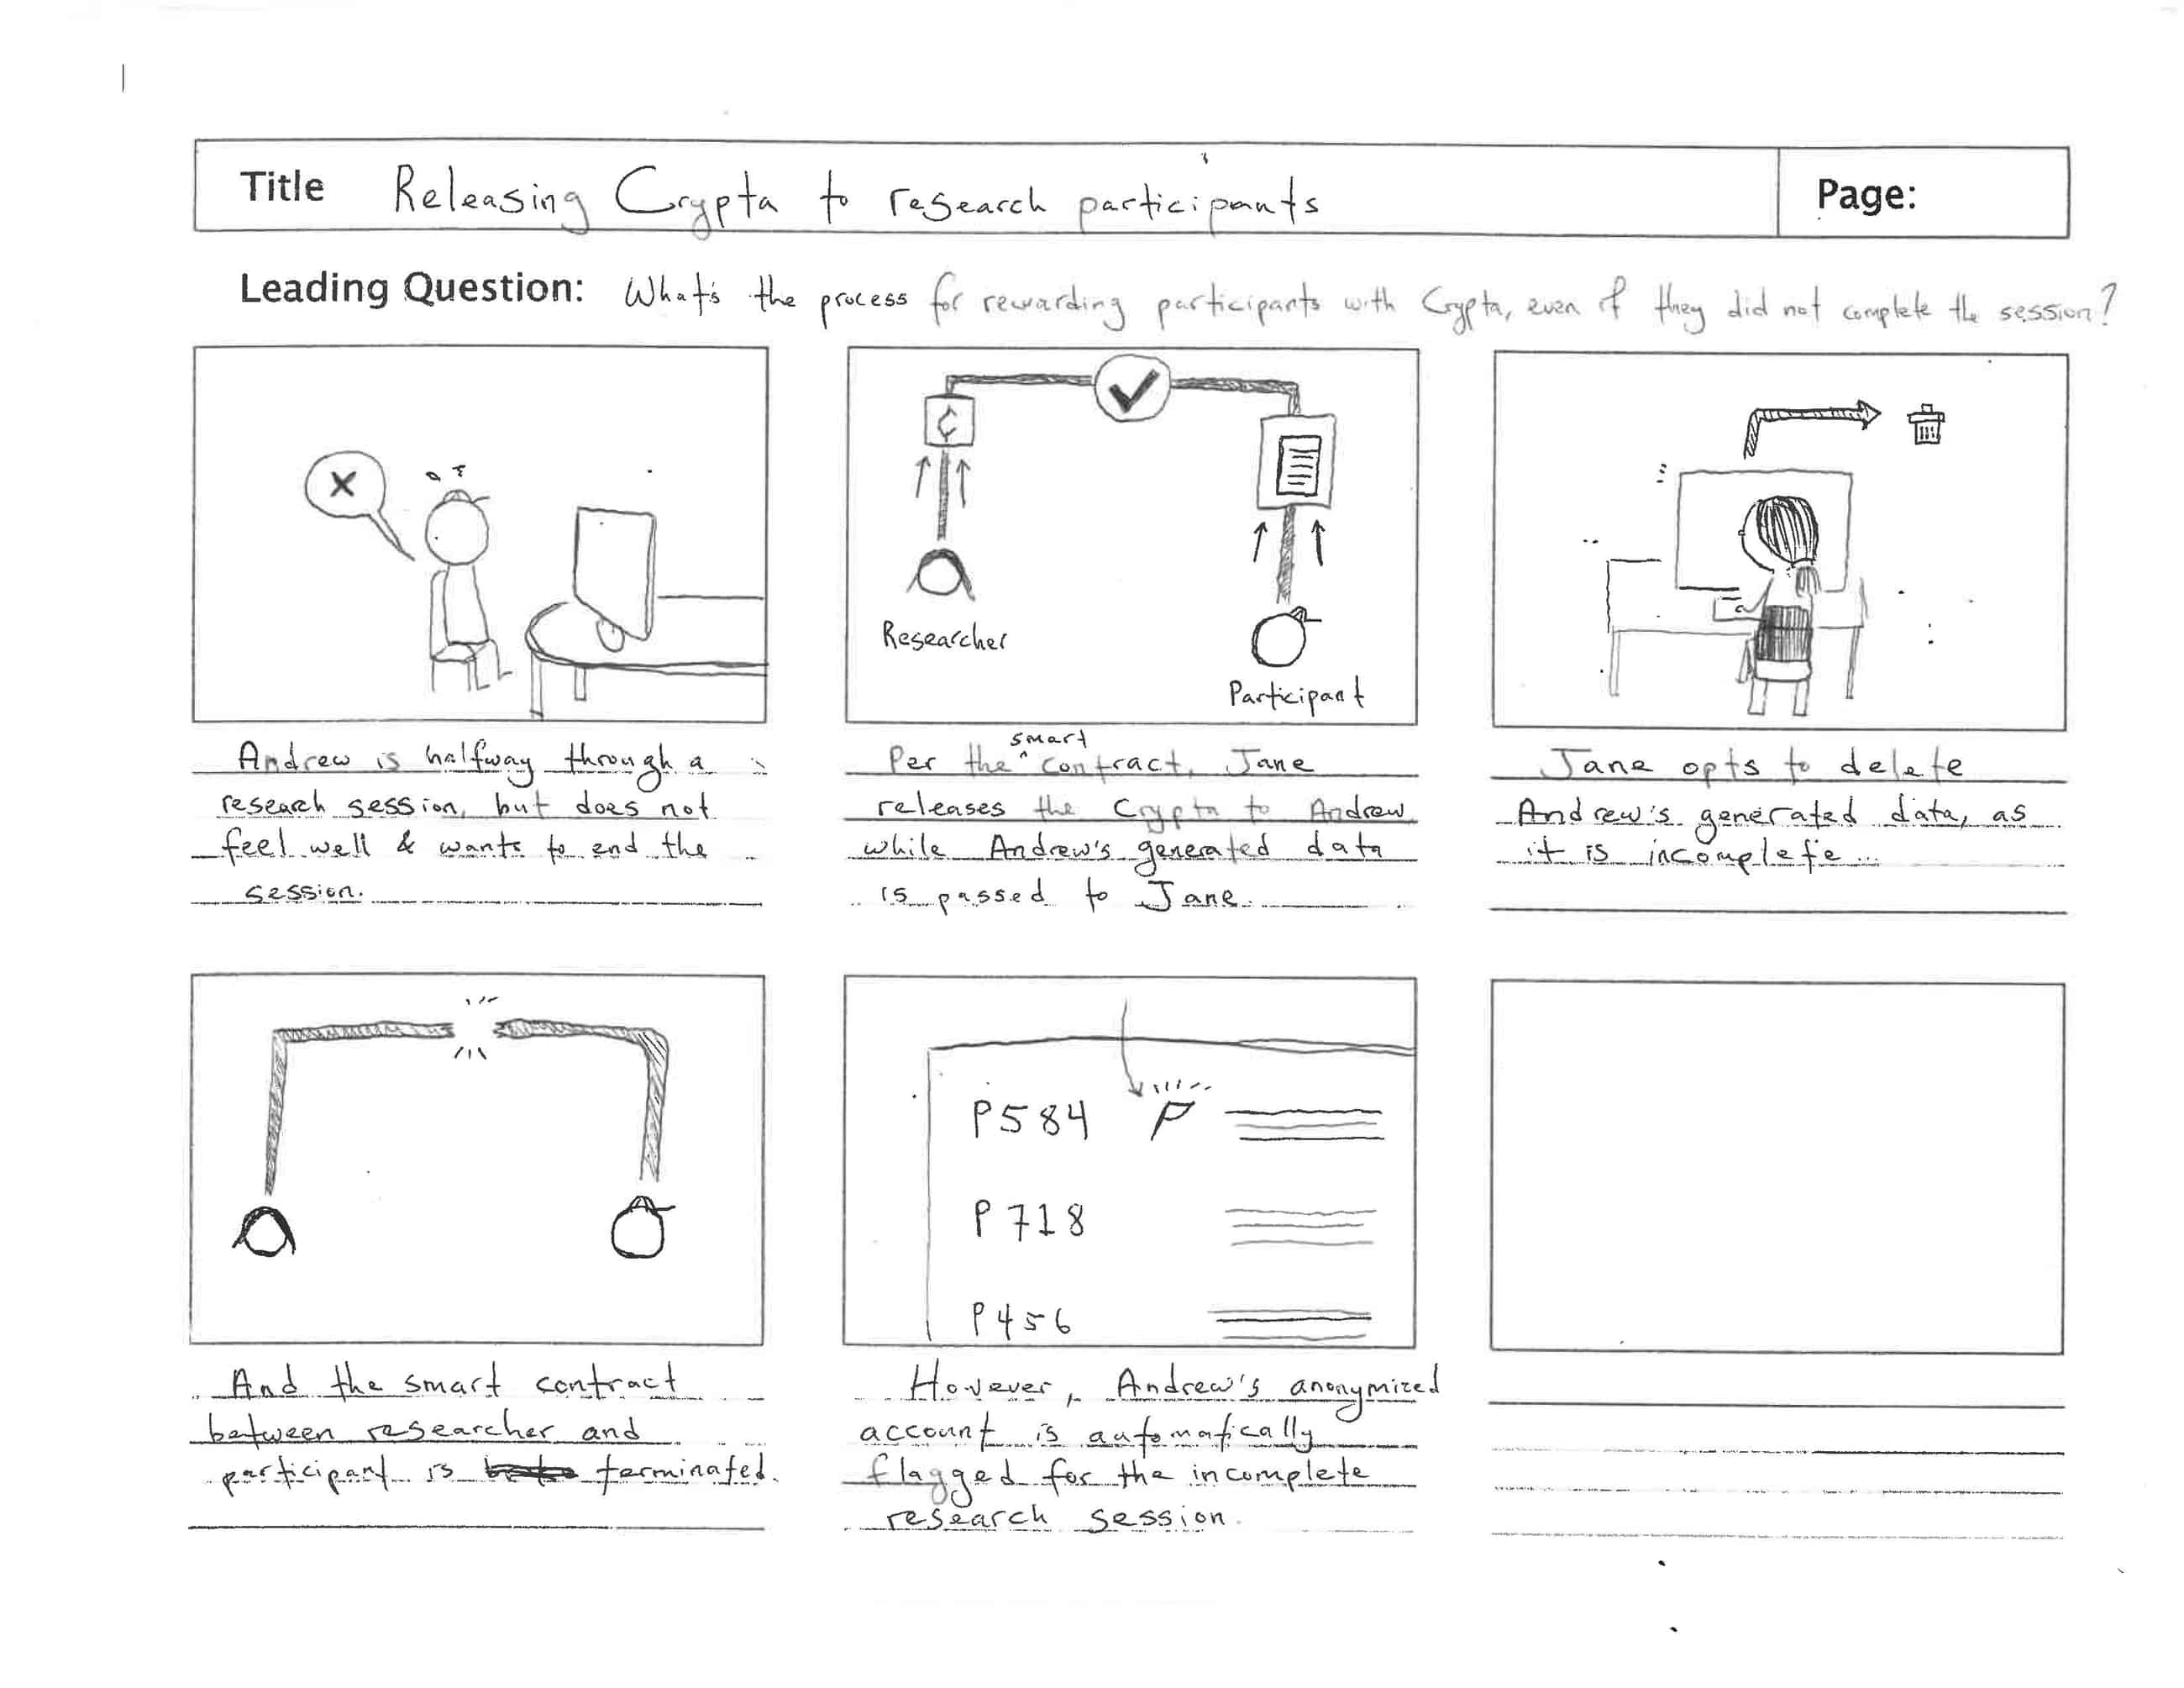 Title Releasing Crypta to research participants
Page:
Leading Question: What's the process for rewarding participants with Crypta, even if they did not complete the session?
¢
Researcher
Participant
Andrew is halfway through a
research session, but does not
feel well & wants to end the
session.
Per the ^smart contract, Jane
releases the Crypta to Andrew
while Andrew's generated data
is passed to Jane.
Jane opts to delete
Andrew's generated data, as
it is incomplete...
P584
P718
P456
And the smart contract
between researcher and
participant is terminated.
However, Andrew's anonymized
account is automatically
flagged for the incomplete
research session.